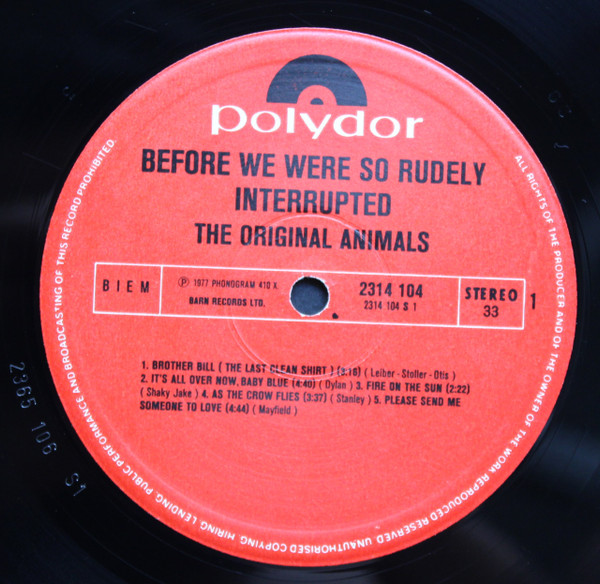 polydor
BEFORE WE WERE SO RUDELY
INTERRUPTED
THE ORIGINAL ANIMALS
BIEM
℗ 1977 PHONOGRAM 410 X
BARN RECORDS LTD.
2314 104
2314 104 S 1
STEREO
33
1
1. BROTHER BILL ( THE LAST CLEAN SHIRT ) (3:18) ( Leiber - Stoller - Otis )
2. IT'S ALL OVER NOW, BABY BLUE (4:40) ( Dylan ) 3. FIRE ON THE SUN (2:22)
( Shaky Jake ) 4. AS THE CROW FLIES (3:37) ( Stanley ) 5. PLEASE SEND ME
SOMEONE TO LOVE (4:44) ( Mayfield )
ALL RIGHTS OF THE PRODUCER AND OF THE OWNER OF THE WORK REPRODUCED RESERVED. UNAUTHORISED COPYING, HIRING, LENDING, PUBLIC PERFORMANCE AND BROADCASTING OF THIS RECORD PROHIBITED.
2365 106 S1